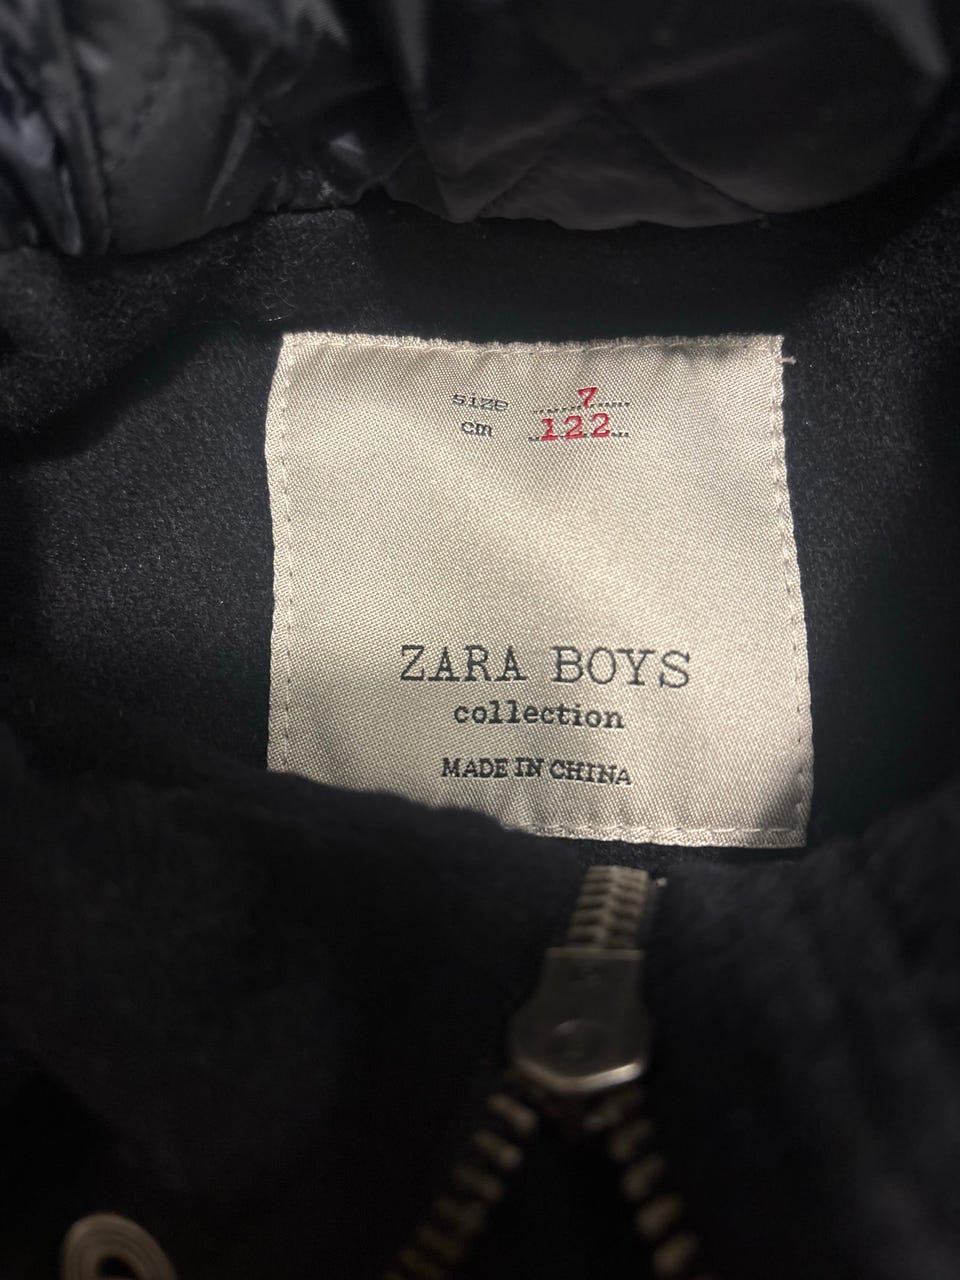 size 7
cm 122
ZARA BOYS
collection
MADE IN CHINA